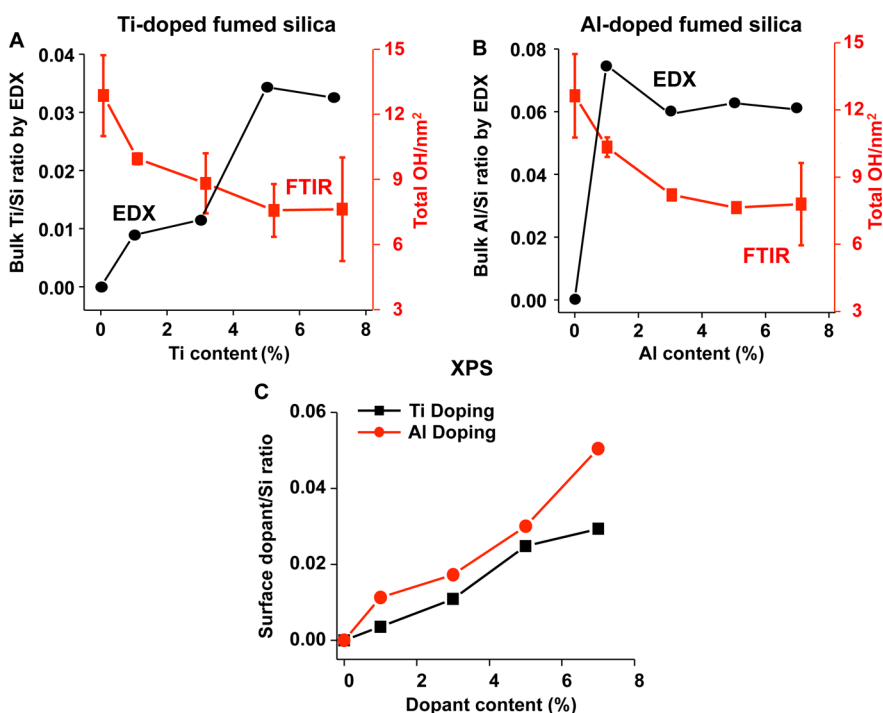 Ti-doped fumed silica
A
Bulk Ti/Si ratio by EDX
0.04
0.03
0.02
0.01
0.00
EDX
FTIR
15
12
9
6
3
Total OH/nm²
0 2 4 6 8
Ti content (%)
Al-doped fumed silica
B
Bulk Al/Si ratio by EDX
0.08
0.06
0.04
0.02
0.00
EDX
FTIR
15
12
9
6
3
Total OH/nm²
0 2 4 6 8
Al content (%)
XPS
C
Surface dopant/Si ratio
0.06
0.04
0.02
0.00
Ti Doping
Al Doping
0 2 4 6 8
Dopant content (%)